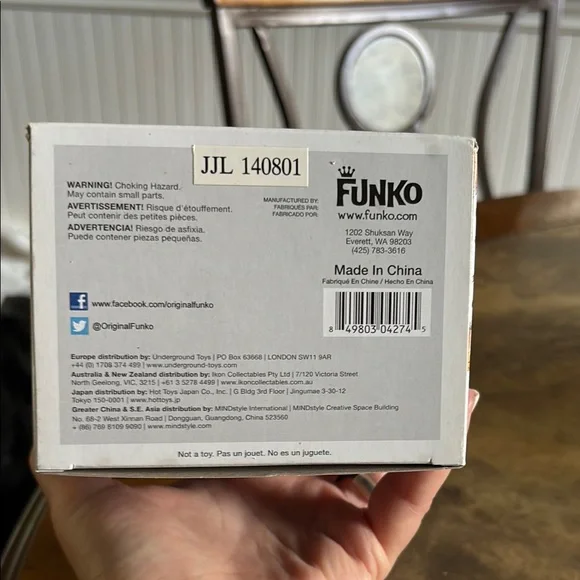 JJL 140801
WARNING! Choking Hazard.
May contain small parts.
AVERTISSEMENT! Risque d'étouffement.
Peut contenir des petites pièces.
ADVERTENCIA! Riesgo de asfixia.
Puede contener piezas pequeñas.
MANUFACTURED BY:
FABRIQUÉS PAR:
FABRICADO POR:
FUNKO
www.funko.com
1202 Shuksan Way
Everett, WA 98203
(425) 783-3616
Made In China
Fabriqué En Chine / Hecho En China
8 49803 04274 5
www.facebook.com/originalfunko
@OriginalFunko
Europe distribution by: Underground Toys | PO Box 63668 | LONDON SW11 9AR
+44 (0) 1708 374 499 | www.underground-toys.com
Australia & New Zealand distribution by: Ikon Collectables Pty Ltd | 7/120 Victoria Street
North Geelong, VIC, 3215 | +61 3 5278 4499 | www.ikoncollectables.com.au
Japan distribution by: Hot Toys Japan Co., Inc. | G Bldg 3rd Floor | Jingumae 3-30-12
Tokyo 150-0001 | www.hottoys.jp
Greater China & S.E. Asia distribution by: MINDstyle International | MINDstyle Creative Space Building
No. 68-2 West Xinnan Road | Dongguan, Guangdong, China 523560
+ (86) 769 8109 9090 | www.mindstyle.com
Not a toy. Pas un jouet. No es un juguete.